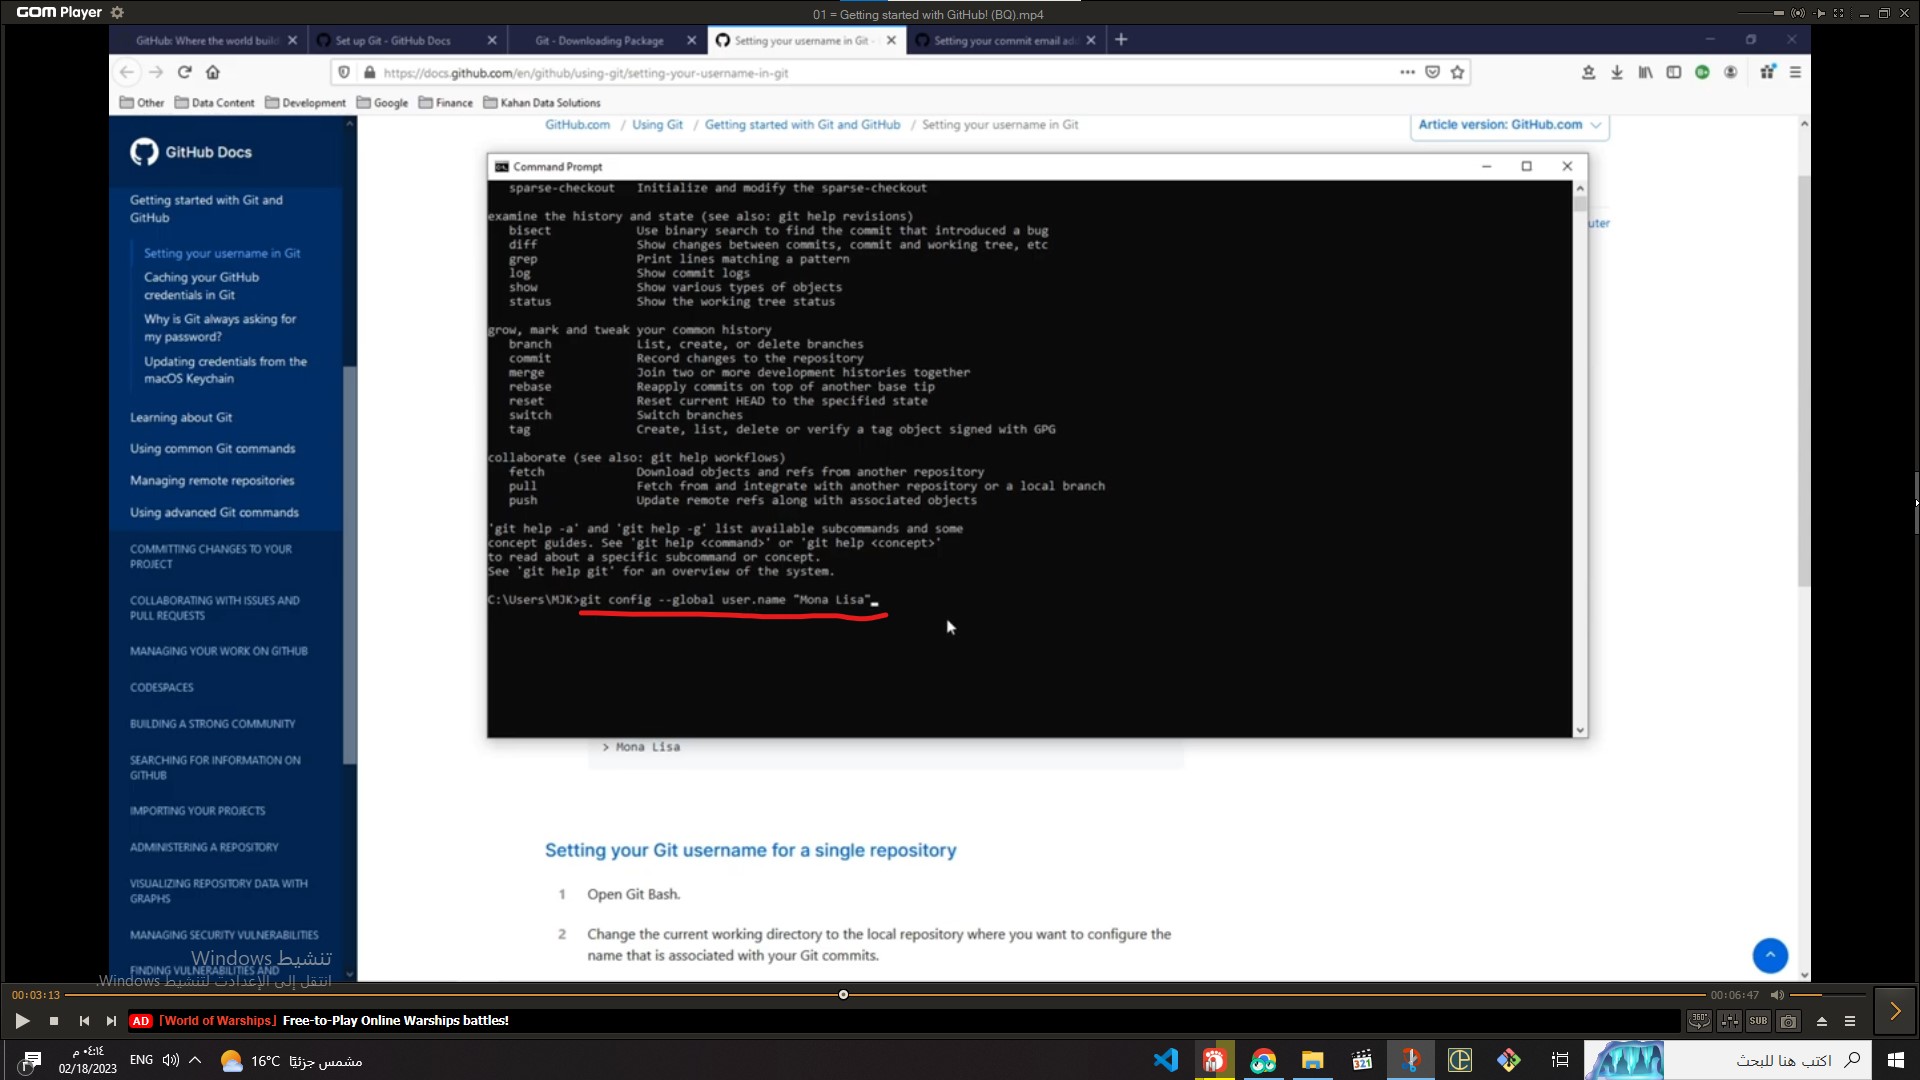 GOM Player
01 = Getting started with GitHub! (BQ).mp4
GitHub: Where the world build
Set up Git - GitHub Docs
Git - Downloading Package
Setting your username in Git -
Setting your commit email ad
https://docs.github.com/en/github/using-git/setting-your-username-in-git
Other Data Content Development Google Finance Kahan Data Solutions
GitHub.com / Using Git / Getting started with Git and GitHub / Setting your username in Git
Article version: GitHub.com
GitHub Docs
Getting started with Git and
GitHub
Setting your username in Git
Caching your GitHub
credentials in Git
Why is Git always asking for
my password?
Updating credentials from the
macOS Keychain
Learning about Git
Using common Git commands
Managing remote repositories
Using advanced Git commands
COMMITTING CHANGES TO YOUR
PROJECT
COLLABORATING WITH ISSUES AND
PULL REQUESTS
MANAGING YOUR WORK ON GITHUB
CODESPACES
BUILDING A STRONG COMMUNITY
SEARCHING FOR INFORMATION ON
GITHUB
IMPORTING YOUR PROJECTS
ADMINISTERING A REPOSITORY
VISUALIZING REPOSITORY DATA WITH
GRAPHS
MANAGING SECURITY VULNERABILITIES
FINDING VULNERABILITIES AND
Command Prompt
sparse-checkout Initialize and modify the sparse-checkout
examine the history and state (see also: git help revisions)
bisect Use binary search to find the commit that introduced a bug
diff Show changes between commits, commit and working tree, etc
grep Print lines matching a pattern
log Show commit logs
show Show various types of objects
status Show the working tree status
grow, mark and tweak your common history
branch List, create, or delete branches
commit Record changes to the repository
merge Join two or more development histories together
rebase Reapply commits on top of another base tip
reset Reset current HEAD to the specified state
switch Switch branches
tag Create, list, delete or verify a tag object signed with GPG
collaborate (see also: git help workflows)
fetch Download objects and refs from another repository
pull Fetch from and integrate with another repository or a local branch
push Update remote refs along with associated objects
'git help -a' and 'git help -g' list available subcommands and some
concept guides. See 'git help <command>' or 'git help <concept>'
to read about a specific subcommand or concept.
See 'git help git' for an overview of the system.
C:\Users\MJK>git config --global user.name "Mona Lisa"_
uter
> Mona Lisa
Setting your Git username for a single repository
1 Open Git Bash.
2 Change the current working directory to the local repository where you want to configure the
name that is associated with your Git commits.
تنشيط Windows
انتقل إلى الإعدادت لتنشيط Windows.
00:03:13
00:06:47
AD [World of Warships] Free-to-Play Online Warships battles!
360°
SUB
٠٤:١٤ م
02/18/2023
ENG
16°C مشمس جزئيًا
321
اكتب هنا للبحث